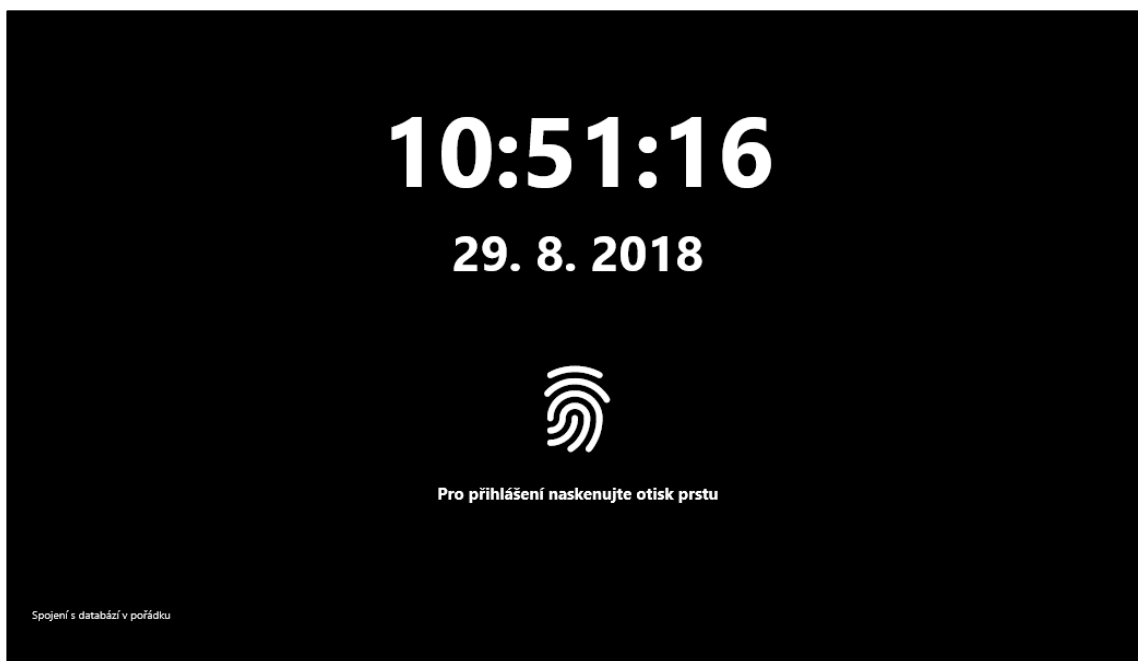 10:51:16
29. 8. 2018
Pro přihlášení naskenujte otisk prstu
Spojení s databází v pořádku